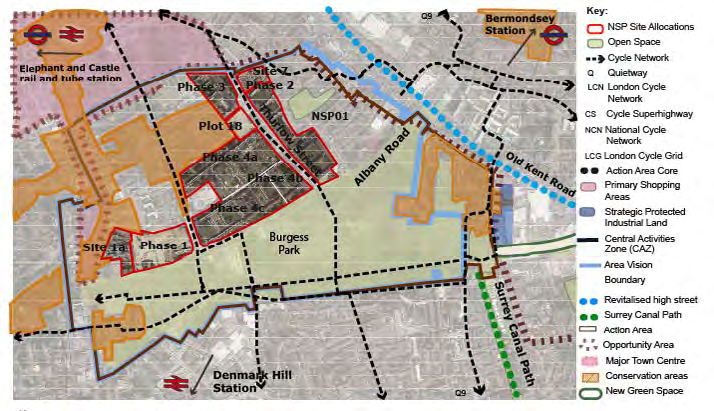 Q9
Bermondsey
Station
Elephant and Castle
rail and tube station
Site 7
Phase 2
Phase 3
NSP01
Plot 18
Albany Road
Old Kent Road
Phase 4a
Phase 4b
Phase 4c
Burgess
Park
Site 1a
Phase 1
Surrey Canal Path
Denmark Hill
Station
Q9
Key:
NSP Site Allocations
Open Space
Cycle Network
Q Quietway
LCN London Cycle
Network
CS Cycle Superhighway
NCN National Cycle
Network
LCG London Cycle Grid
Action Area Core
Primary Shopping
Areas
Strategic Protected
Industrial Land
Central Activities
Zone (CAZ)
Area Vision
Boundary
Revitalised high street
Surrey Canal Path
Action Area
Opportunity Area
Major Town Centre
Conservation areas
New Green Space